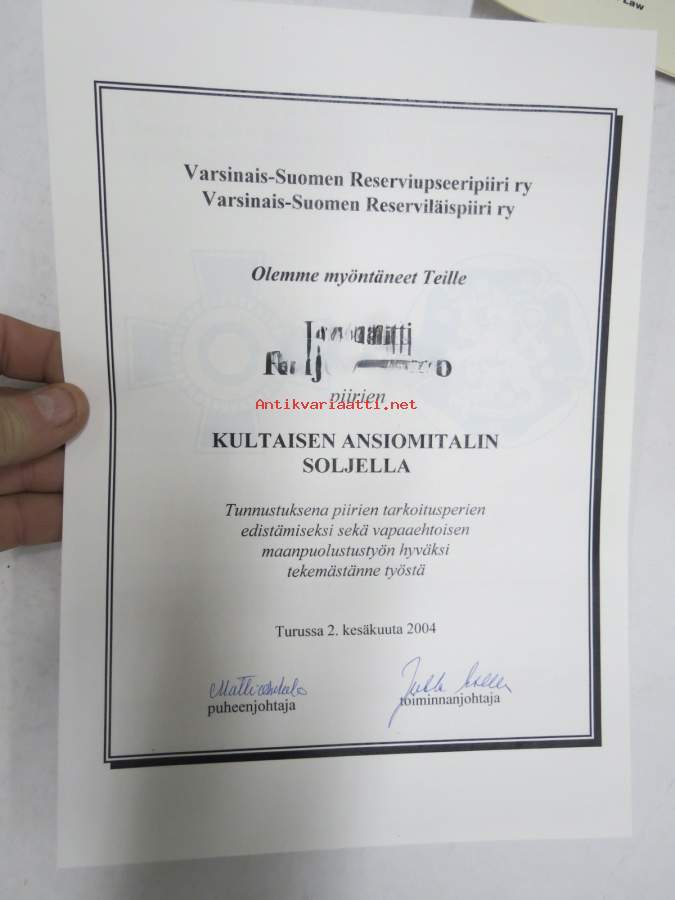 Law
Varsinais-Suomen Reserviupseeripiiri ry
Varsinais-Suomen Reserviläispiiri ry
Olemme myöntäneet Teille
piirien
Antikvariaatti.net
KULTAISEN ANSIOMITALIN
SOLJELLA
Tunnustuksena piirien tarkoitusperien
edistämiseksi sekä vapaaehtoisen
maanpuolustustyön hyväksi
tekemästänne työstä
Turussa 2. kesäkuuta 2004
puheenjohtaja
toiminnanjohtaja